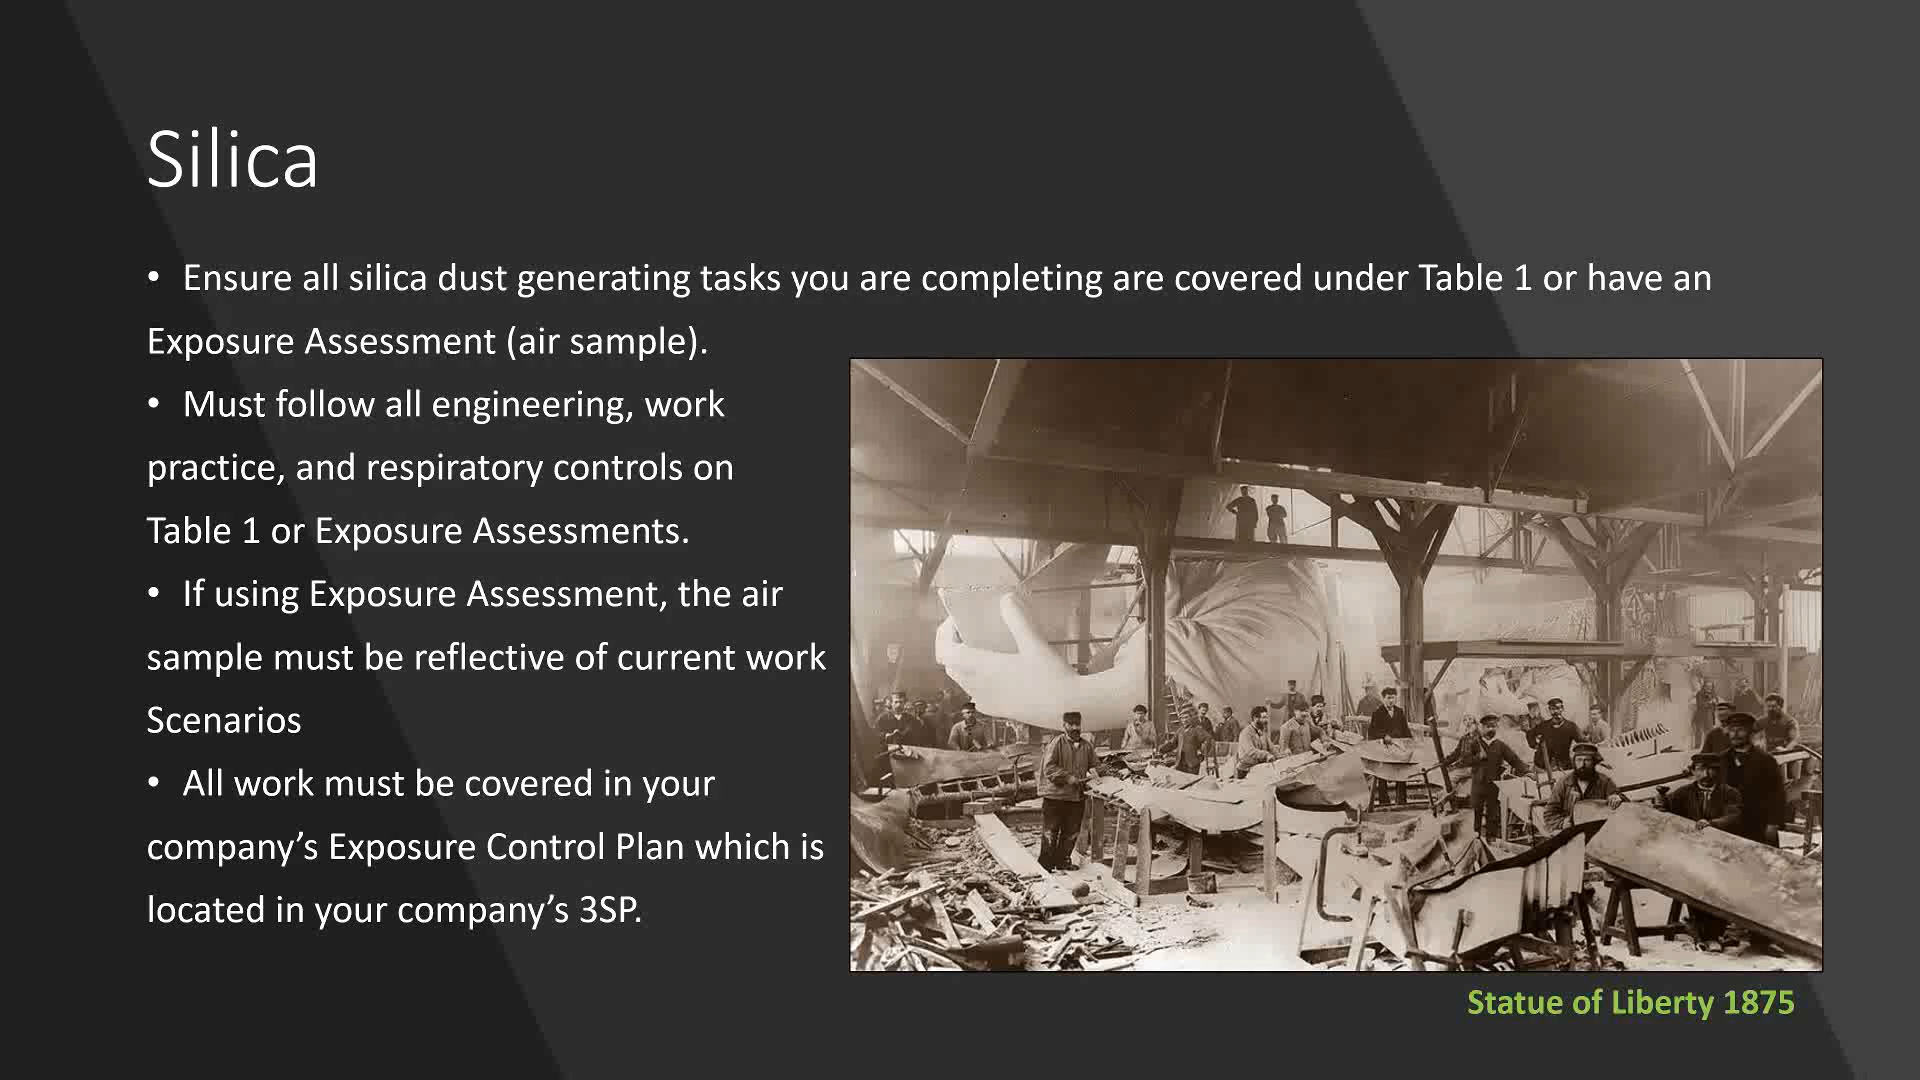 Silica
• Ensure all silica dust generating tasks you are completing are covered under Table 1 or have an
Exposure Assessment (air sample).
• Must follow all engineering, work
practice, and respiratory controls on
Table 1 or Exposure Assessments.
• If using Exposure Assessment, the air
sample must be reflective of current work
Scenarios
• All work must be covered in your
company’s Exposure Control Plan which is
located in your company’s 3SP.
Statue of Liberty 1875